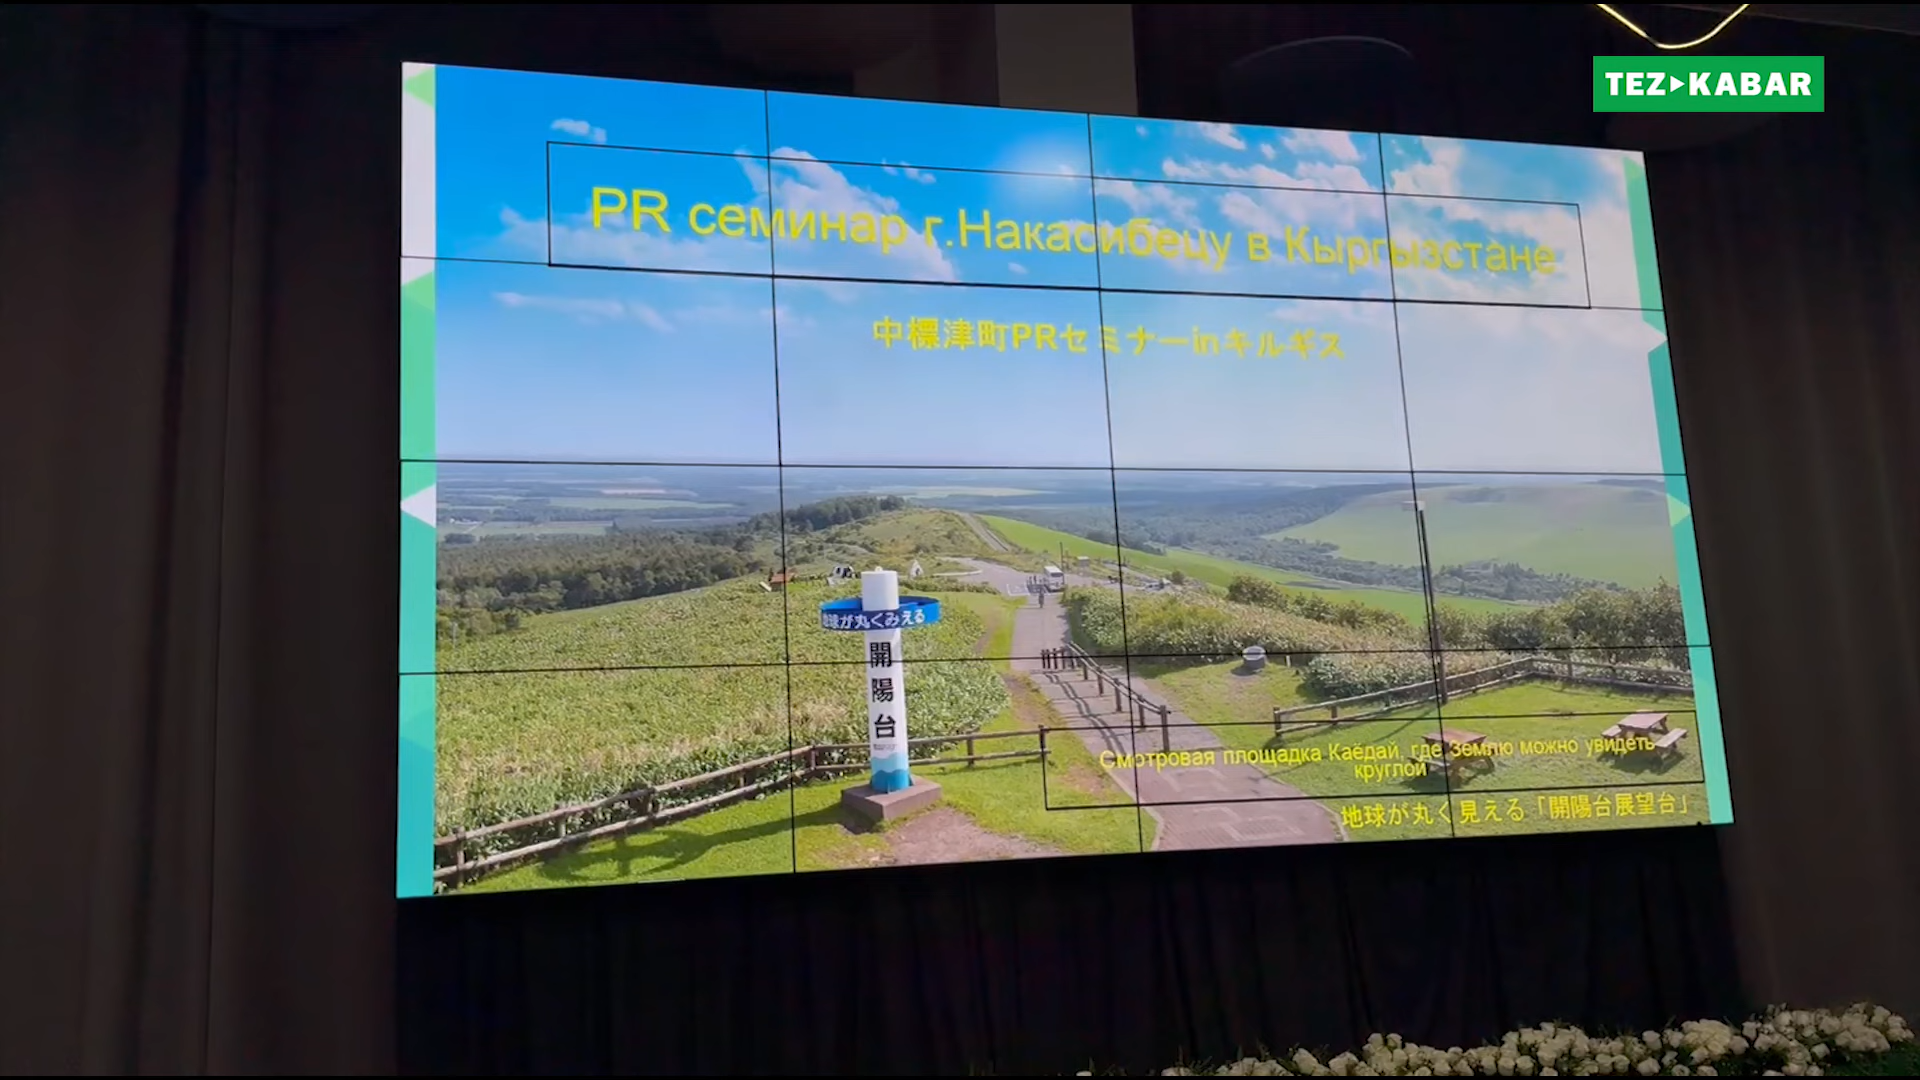 TEZ KABAR
PR семинар г.Накасибецу в Кыргызстане
中標津町PRセミナーinキルギス
地球が丸くみえる
開陽台
Смотровая площадка Каёдай, где Землю можно увидеть
круглой
地球が丸く見える「開陽台展望台」